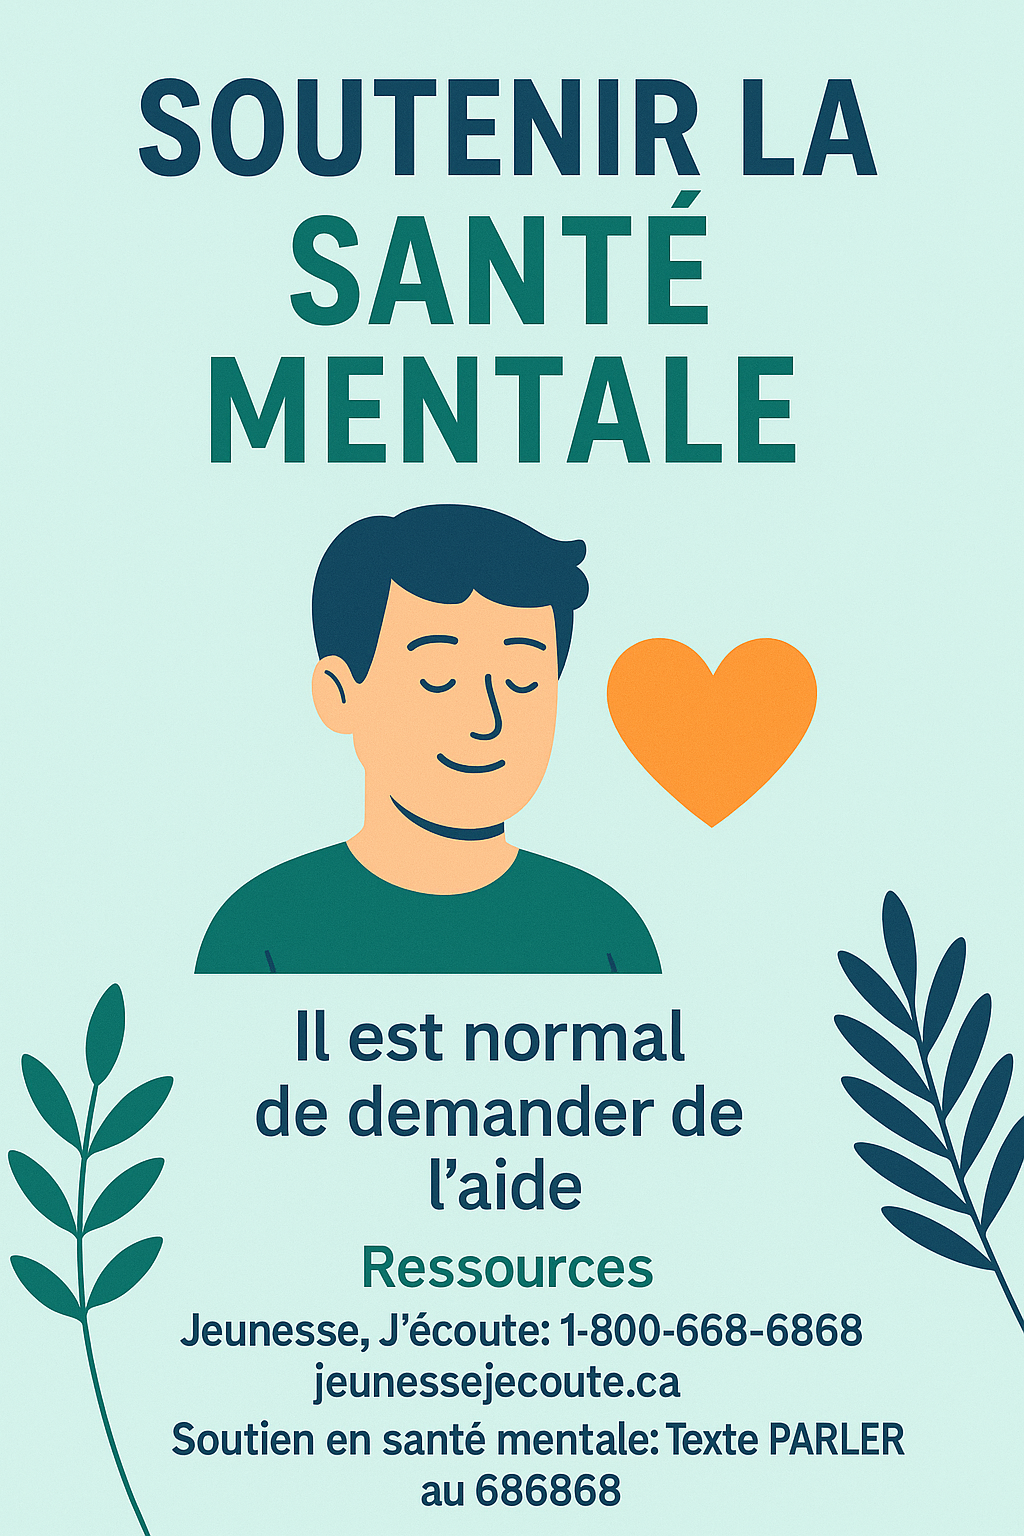 SOUTENIR LA
SANTÉ
MENTALE
Il est normal
de demander de
l'aide
Ressources
Jeunesse, J'écoute: 1-800-668-6868
jeunessejecoute.ca
Soutien en santé mentale: Texte PARLER
au 686868